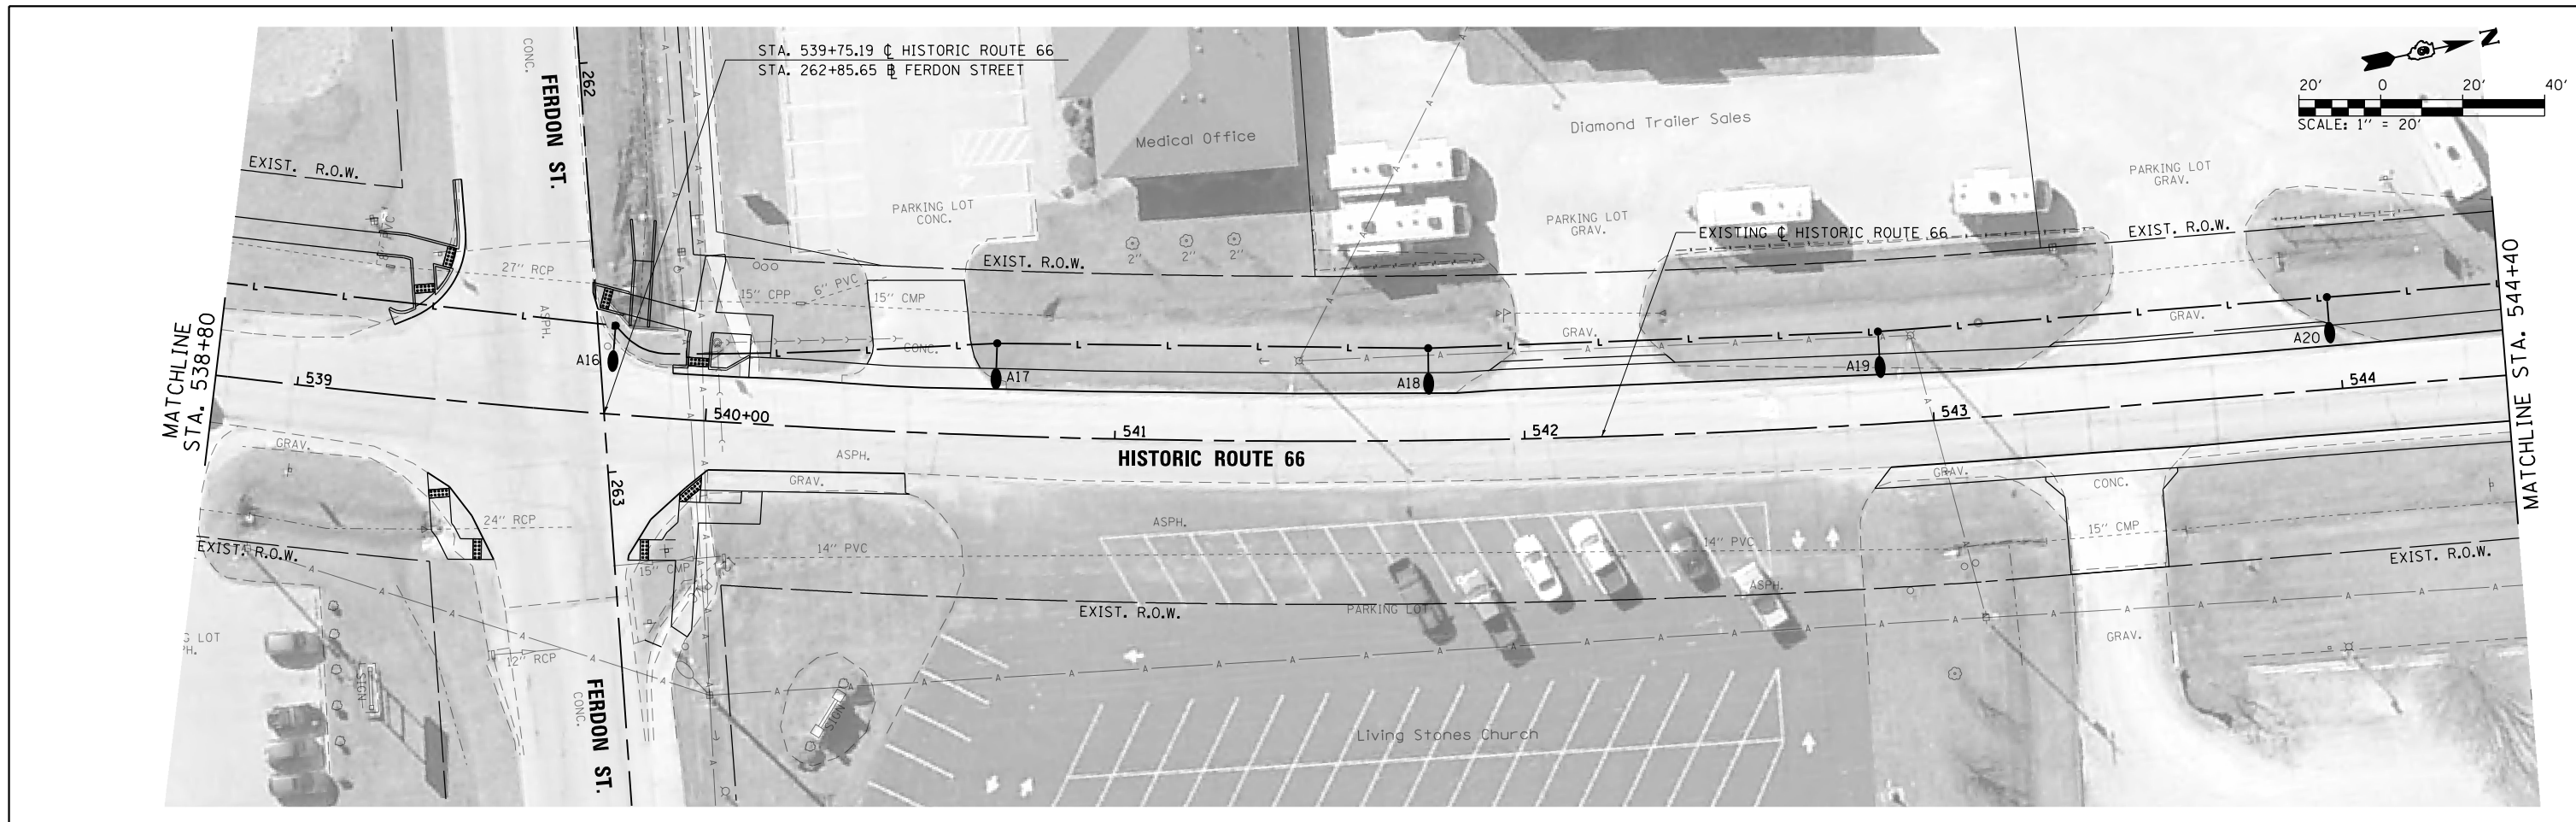 STA. 539+75.19 ℄ HISTORIC ROUTE 66
STA. 262+85.65 ⅊ FERDON STREET
N
20' 0 20' 40'
SCALE: 1" = 20'
CONC.
262
FERDON ST.
Medical Office
Diamond Trailer Sales
EXIST. R.O.W.
PARKING LOT
CONC.
PARKING LOT
GRAV.
PARKING LOT
GRAV.
EXISTING ℄ HISTORIC ROUTE 66
EXIST. R.O.W.
EXIST. R.O.W.
2"
2"
2"
27" RCP
15" CPP
6" PVC
15" CMP
ASPH.
CONC.
GRAV.
GRAV.
MATCHLINE
STA. 538+80
MATCHLINE STA. 544+40
A16
A17
A18
A19
A20
539
540+00
541
542
543
544
HISTORIC ROUTE 66
GRAV.
ASPH.
GRAV.
GRAV.
CONC.
263
24" RCP
ASPH.
14" PVC
14" PVC
15" CMP
EXIST. R.O.W.
15" CMP
ASPH.
EXIST. R.O.W.
EXIST. R.O.W.
PARKING LOT
GRAV.
LOT
PH.
12" RCP
SIGN
SIGN
FERDON ST.
CONC.
Living Stones Church